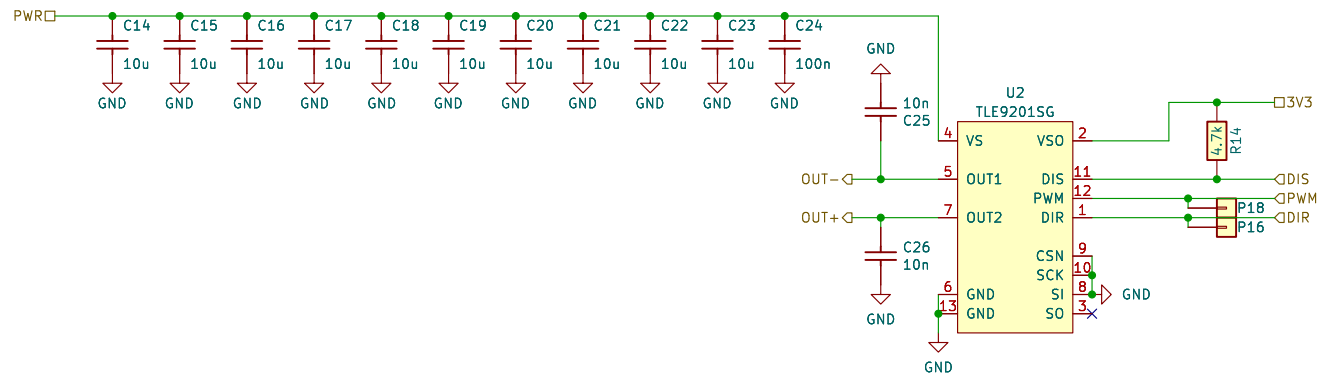 PWR
C14 C15 C16 C17 C18 C19 C20 C21 C22 C23 C24
10u 10u 10u 10u 10u 10u 10u 10u 10u 10u 100n
GND GND GND GND GND GND GND GND GND GND GND
GND
10n
C25
U2
TLE9201SG
3V3
4.7k
R14
4 VS VSO 2
OUT- 5 OUT1 DIS 11 DIS
PWM 12 PWM
P18
OUT+ 7 OUT2 DIR 1 DIR
P16
C26
10n
CSN 9
SCK 10
6 GND SI 8 GND
13 GND SO 3
GND
GND